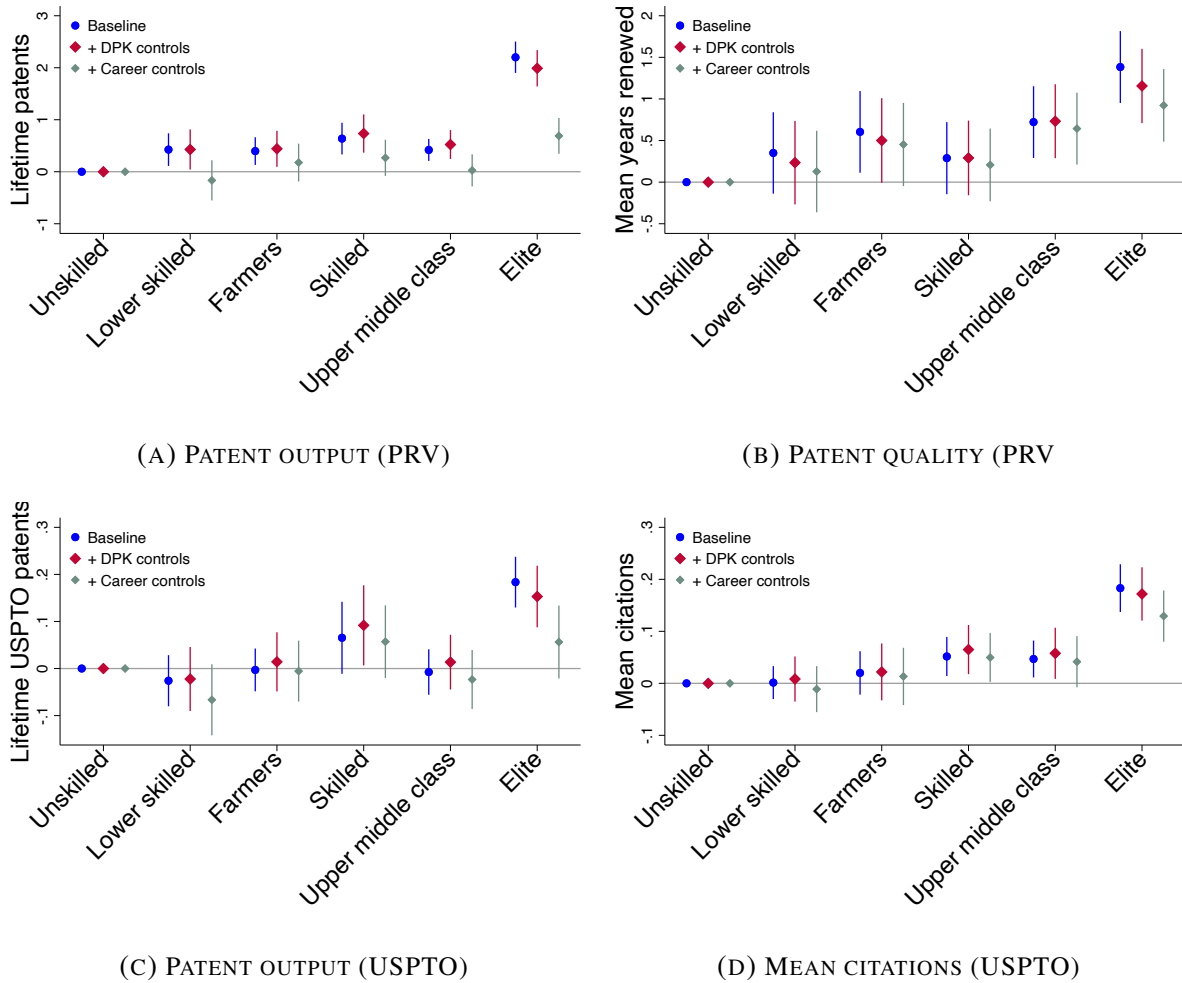 Lifetime patents
3
2
1
0
-1
Baseline
+ DPK controls
+ Career controls
Unskilled
Lower skilled
Farmers
Skilled
Upper middle class
Elite
(A) PATENT OUTPUT (PRV)
Mean years renewed
2
1.5
1
.5
0
-.5
Baseline
+ DPK controls
+ Career controls
Unskilled
Lower skilled
Farmers
Skilled
Upper middle class
Elite
(B) PATENT QUALITY (PRV
Lifetime USPTO patents
.3
.2
.1
0
-.1
Baseline
+ DPK controls
+ Career controls
Unskilled
Lower skilled
Farmers
Skilled
Upper middle class
Elite
(C) PATENT OUTPUT (USPTO)
Mean citations
.3
.2
.1
0
-.1
Baseline
+ DPK controls
+ Career controls
Unskilled
Lower skilled
Farmers
Skilled
Upper middle class
Elite
(D) MEAN CITATIONS (USPTO)